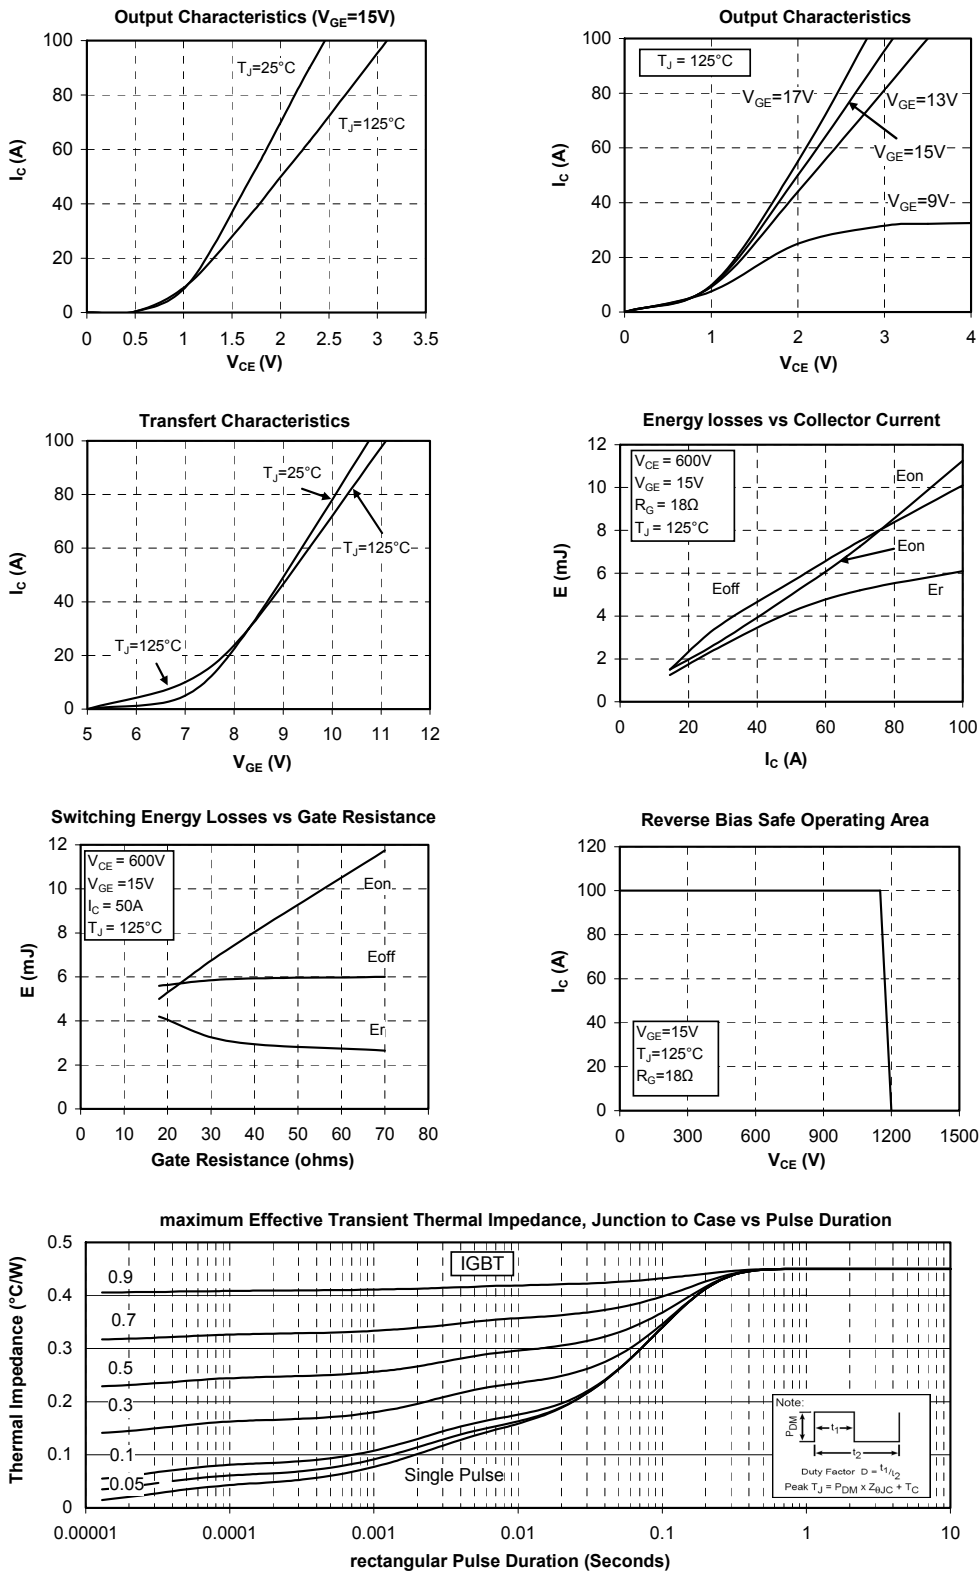 Output Characteristics (VGE=15V)
100
80
60
40
20
0
IC (A)
TJ=25°C
TJ=125°C
0 0.5 1 1.5 2 2.5 3 3.5
VCE (V)
Output Characteristics
100
80
60
40
20
0
IC (A)
TJ = 125°C
VGE=17V
VGE=13V
VGE=15V
VGE=9V
0 1 2 3 4
VCE (V)
Transfert Characteristics
100
80
60
40
20
0
IC (A)
TJ=25°C
TJ=125°C
TJ=125°C
5 6 7 8 9 10 11 12
VGE (V)
Energy losses vs Collector Current
12
10
8
6
4
2
0
E (mJ)
VCE = 600V
VGE = 15V
RG = 18Ω
TJ = 125°C
Eon
Eon
Eoff
Er
0 20 40 60 80 100
IC (A)
Switching Energy Losses vs Gate Resistance
12
10
8
6
4
2
0
E (mJ)
VCE = 600V
VGE =15V
IC = 50A
TJ = 125°C
Eon
Eoff
Er
0 10 20 30 40 50 60 70 80
Gate Resistance (ohms)
Reverse Bias Safe Operating Area
120
100
80
60
40
20
0
IC (A)
VGE=15V
TJ=125°C
RG=18Ω
0 300 600 900 1200 1500
VCE (V)
maximum Effective Transient Thermal Impedance, Junction to Case vs Pulse Duration
0.5
0.4
0.3
0.2
0.1
0
Thermal Impedance (°C/W)
IGBT
0.9
0.7
0.5
0.3
0.1
0.05
Single Pulse
Note:
PDM
t1
t2
Duty Factor D = t1/t2
Peak TJ = PDM x ZθJC + TC
0.00001 0.0001 0.001 0.01 0.1 1 10
rectangular Pulse Duration (Seconds)